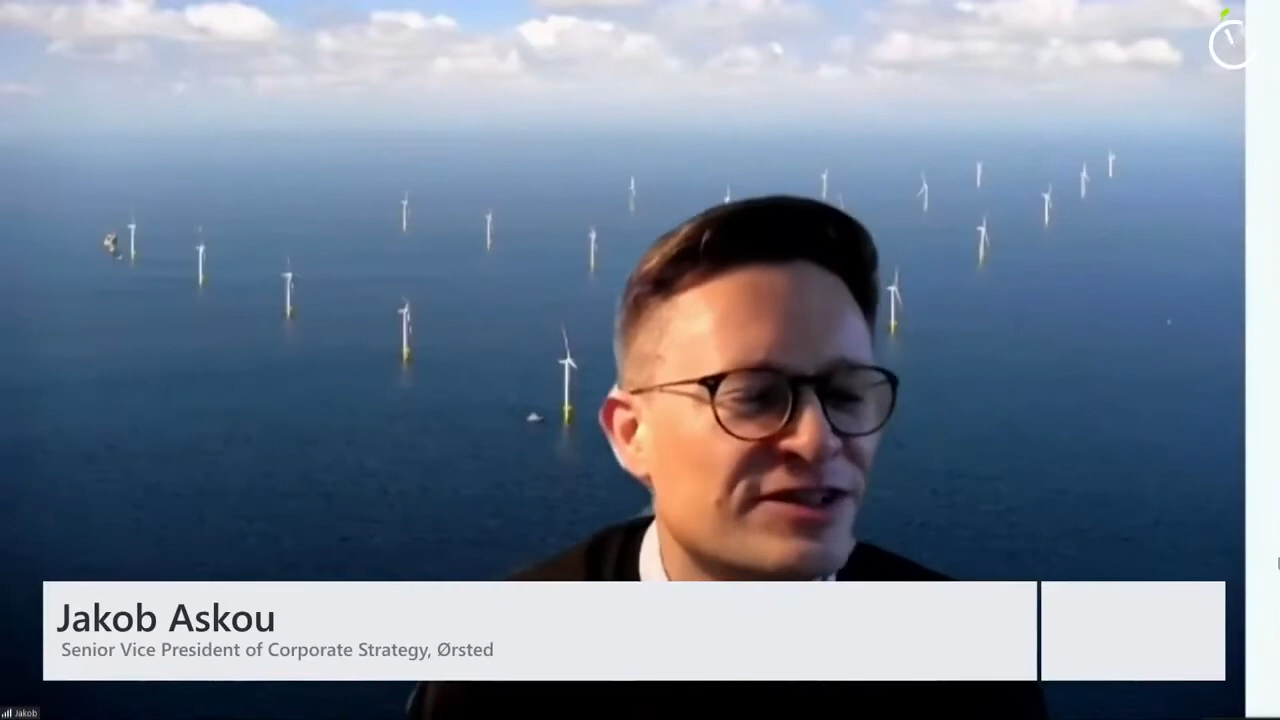 Jakob Askou
Senior Vice President of Corporate Strategy, Ørsted
Jakob